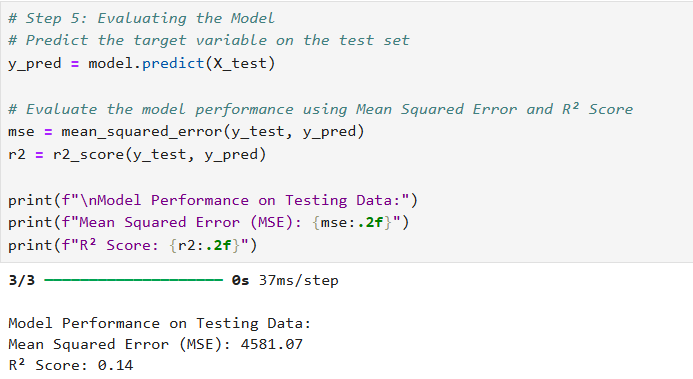 # Step 5: Evaluating the Model
# Predict the target variable on the test set
y_pred = model.predict(X_test)
# Evaluate the model performance using Mean Squared Error and R² Score
mse = mean_squared_error(y_test, y_pred)
r2 = r2_score(y_test, y_pred)
print(f"\nModel Performance on Testing Data:")
print(f"Mean Squared Error (MSE): {mse:.2f}")
print(f"R² Score: {r2:.2f}")
3/3 ━━━━━━━━━━━━━━━━━━━━ 0s 37ms/step
Model Performance on Testing Data:
Mean Squared Error (MSE): 4581.07
R² Score: 0.14